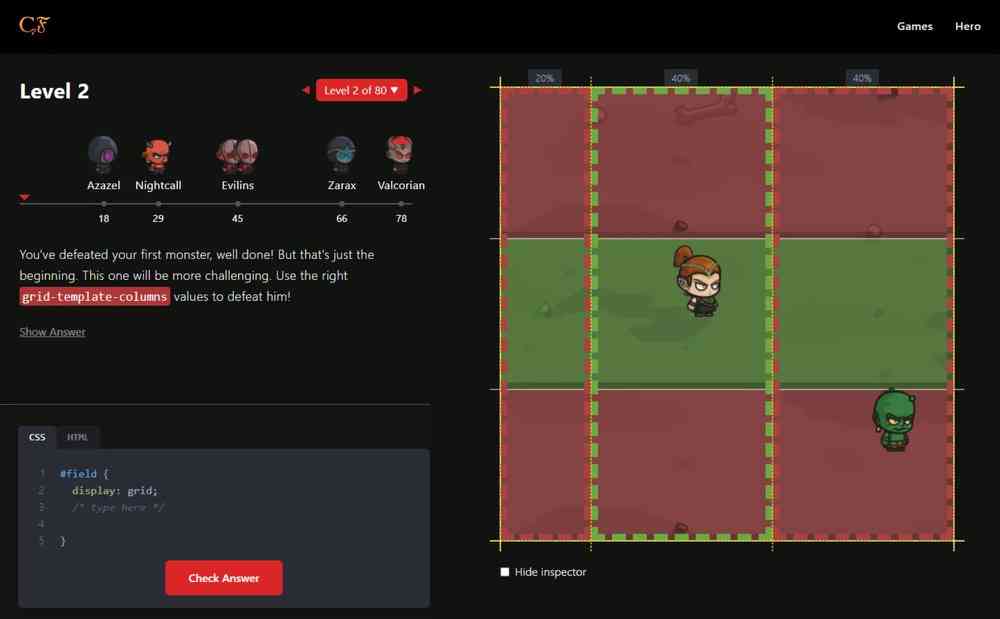 CF
Games Hero
Level 2
◀ Level 2 of 80 ▼ ▶
Azazel Nightcall Evilins Zarax Valcorian
18 29 45 66 78
You've defeated your first monster, well done! But that's just the
beginning. This one will be more challenging. Use the right
grid-template-columns values to defeat him!
Show Answer
CSS HTML
1 #field {
2 display: grid;
3 /* type here */
4
5 }
Check Answer
20% 40% 40%
Hide inspector